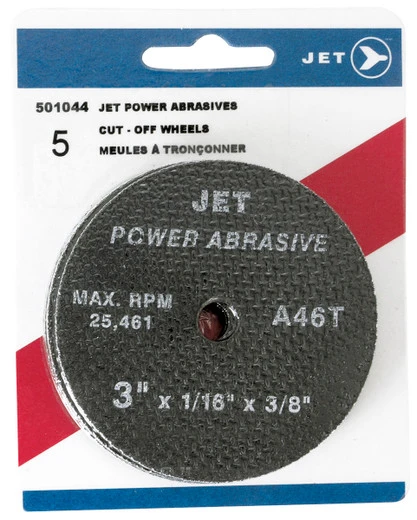 JET
501044 JET POWER ABRASIVES
5 CUT - OFF WHEELS
MEULES À TRONÇONNER
JET
POWER ABRASIVE
MAX. RPM
25,461
A46T
3" x 1/16" x 3/8"